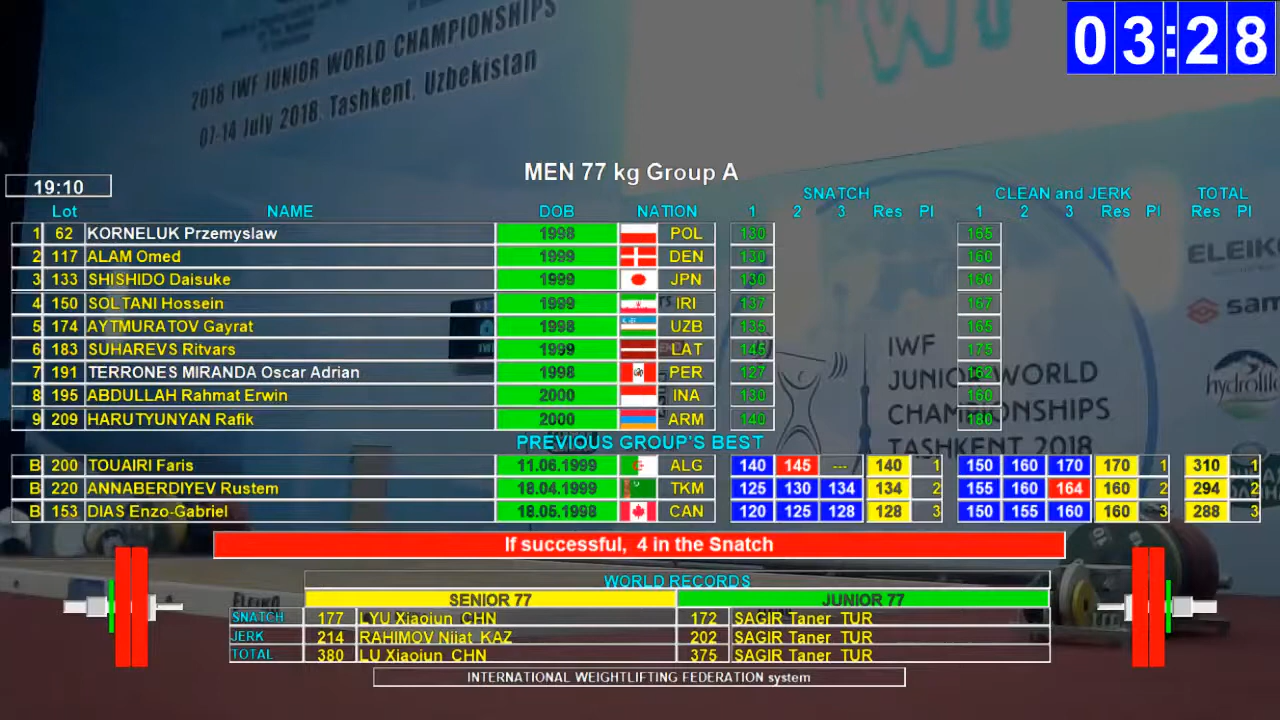 03:28
2018 IWF JUNIOR WORLD CHAMPIONSHIPS
07-14 July 2018, Tashkent, Uzbekistan
MEN 77 kg Group A
19:10
SNATCH CLEAN and JERK TOTAL
Lot NAME DOB NATION 1 2 3 Res Pl 1 2 3 Res Pl Res Pl
1 62 KORNELUK Przemyslaw 1998 POL 130 165
2 117 ALAM Omed 1999 DEN 130 160
3 133 SHISHIDO Daisuke 1999 JPN 130 160
4 150 SOLTANI Hossein 1999 IRI 137 167
5 174 AYTMURATOV Gayrat 1998 UZB 135 165
6 183 SUHAREVS Ritvars 1999 LAT 145 175
7 191 TERRONES MIRANDA Oscar Adrian 1998 PER 127 162
8 195 ABDULLAH Rahmat Erwin 2000 INA 130 160
9 209 HARUTYUNYAN Rafik 2000 ARM 140 180
PREVIOUS GROUP'S BEST
B 200 TOUAIRI Faris 11.06.1999 ALG 140 145 --- 140 1 150 160 170 170 1 310 1
B 220 ANNABERDIYEV Rustem 18.04.1999 TKM 125 130 134 134 2 155 160 164 160 2 294 2
B 153 DIAS Enzo-Gabriel 18.05.1998 CAN 120 125 128 128 3 150 155 160 160 3 288 3
ELEIKO
IWF
JUNIOR WORLD
CHAMPIONSHIPS
TASHKENT 2018
If successful, 4 in the Snatch
WORLD RECORDS
SENIOR 77 JUNIOR 77
SNATCH 177 LYU Xiaojun CHN 172 SAGIR Taner TUR
JERK 214 RAHIMOV Nijat KAZ 202 SAGIR Taner TUR
TOTAL 380 LU Xiaojun CHN 375 SAGIR Taner TUR
ELEIKO
INTERNATIONAL WEIGHTLIFTING FEDERATION system